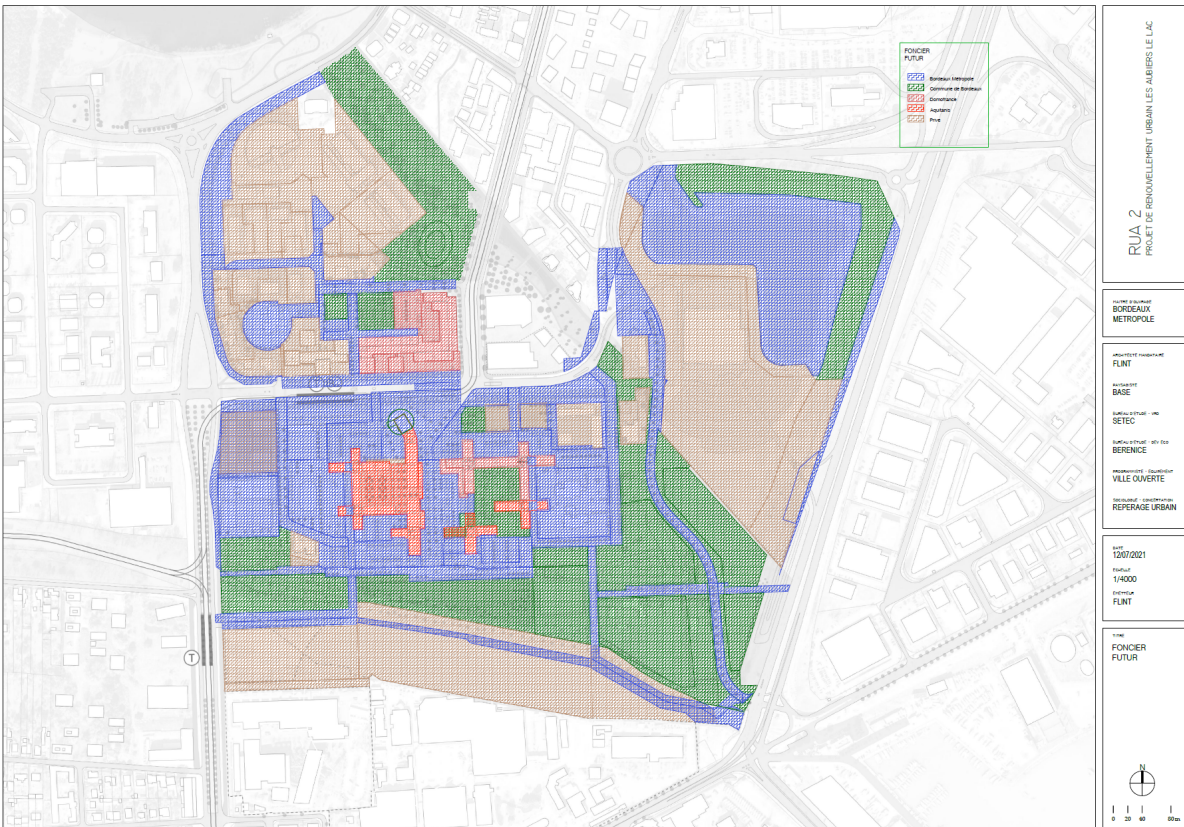 FONCIER
FUTUR
Bordeaux Métropole
Commune de Bordeaux
Domofrance
Aquitanis
Privé
T
RUA 2
PROJET DE RENOUVELLEMENT URBAIN LES AUBIERS LE LAC
MAITRE D'OUVRAGE
BORDEAUX
METROPOLE
ARCHITECTE MANDATAIRE
FLINT
PAYSAGISTE
BASE
BUREAU D'ÉTUDE - VRD
SETEC
BUREAU D'ÉTUDE - DÉV ÉCO
BERENICE
PROGRAMMISTE - ÉQUIPEMENT
VILLE OUVERTE
SOCIOLOGUE - CONCERTATION
REPERAGE URBAIN
DATE
12/07/2021
ÉCHELLE
1/4000
ÉMETTEUR
FLINT
TITRE
FONCIER
FUTUR
N
0 20 40 80m